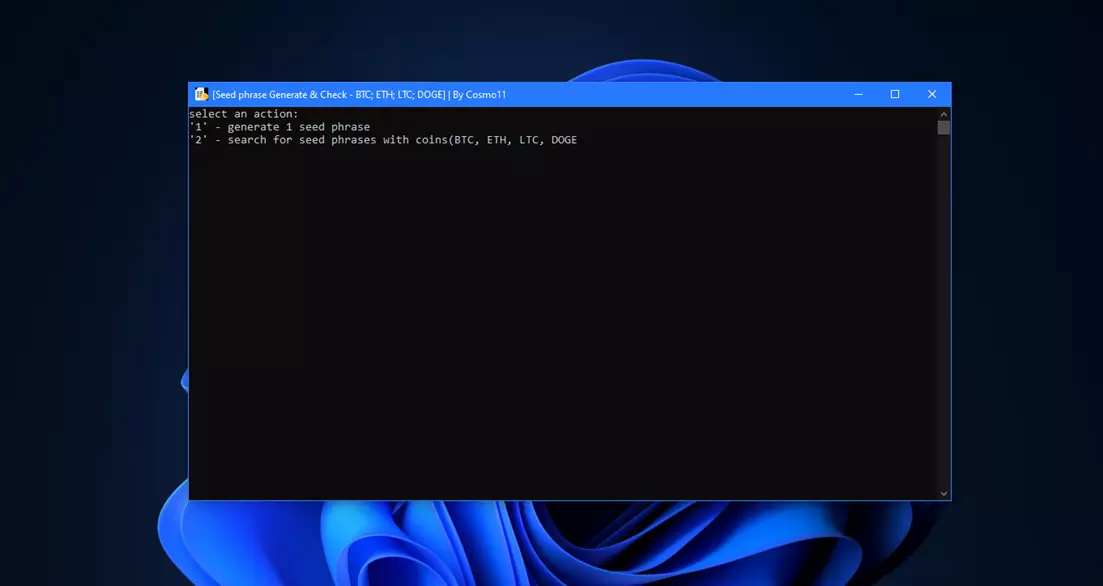 [Seed phrase Generate & Check - BTC; ETH; LTC; DOGE] | By Cosmo11
select an action:
'1' - generate 1 seed phrase
'2' - search for seed phrases with coins(BTC, ETH, LTC, DOGE